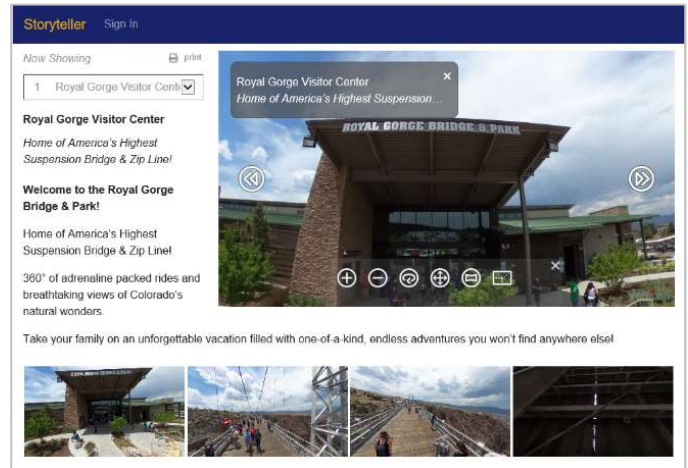 Storyteller Sign In
Now Showing print
1 Royal Gorge Visitor Cente
Royal Gorge Visitor Center
Home of America's Highest
Suspension Bridge & Zip Line!
Welcome to the Royal Gorge
Bridge & Park!
Home of America's Highest
Suspension Bridge & Zip Line!
360° of adrenaline packed rides and
breathtaking views of Colorado's
natural wonders.
Royal Gorge Visitor Center
Home of America's Highest Suspension…
ROYAL GORGE BRIDGE & PARK
Take your family on an unforgettable vacation filled with one-of-a-kind, endless adventures you won't find anywhere else!